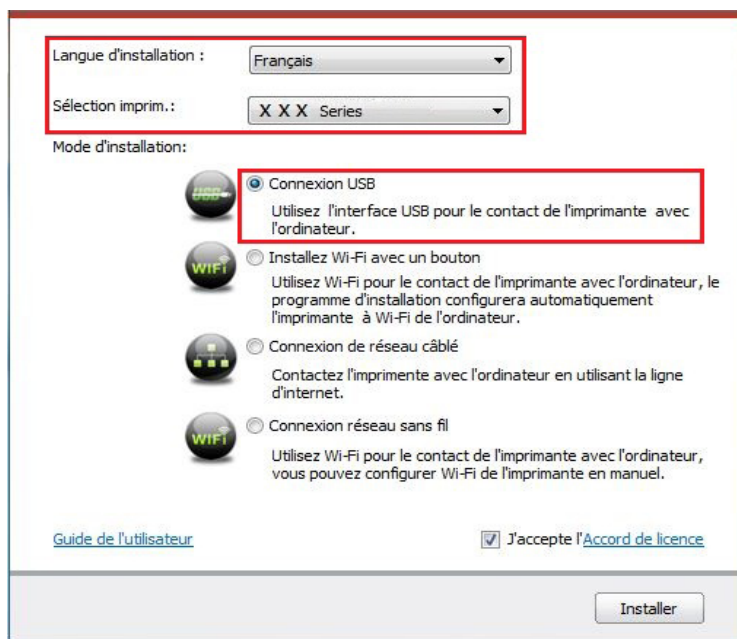 Langue d'installation :
Français
Sélection imprim.:
X X X Series
Mode d'installation:
USB
Connexion USB
Utilisez l'interface USB pour le contact de l'imprimante avec
l'ordinateur.
WiFi
Installez Wi-Fi avec un bouton
Utilisez Wi-Fi pour le contact de l'imprimante avec l'ordinateur, le
programme d'installation configurera automatiquement
l'imprimante à Wi-Fi de l'ordinateur.
Connexion de réseau câblé
Contactez l'imprimente avec l'ordinateur en utilisant la ligne
d'internet.
WiFi
Connexion réseau sans fil
Utilisez Wi-Fi pour le contact de l'imprimante avec l'ordinateur,
vous pouvez configurer Wi-Fi de l'imprimante en manuel.
Guide de l'utilisateur
J'accepte l'Accord de licence
Installer